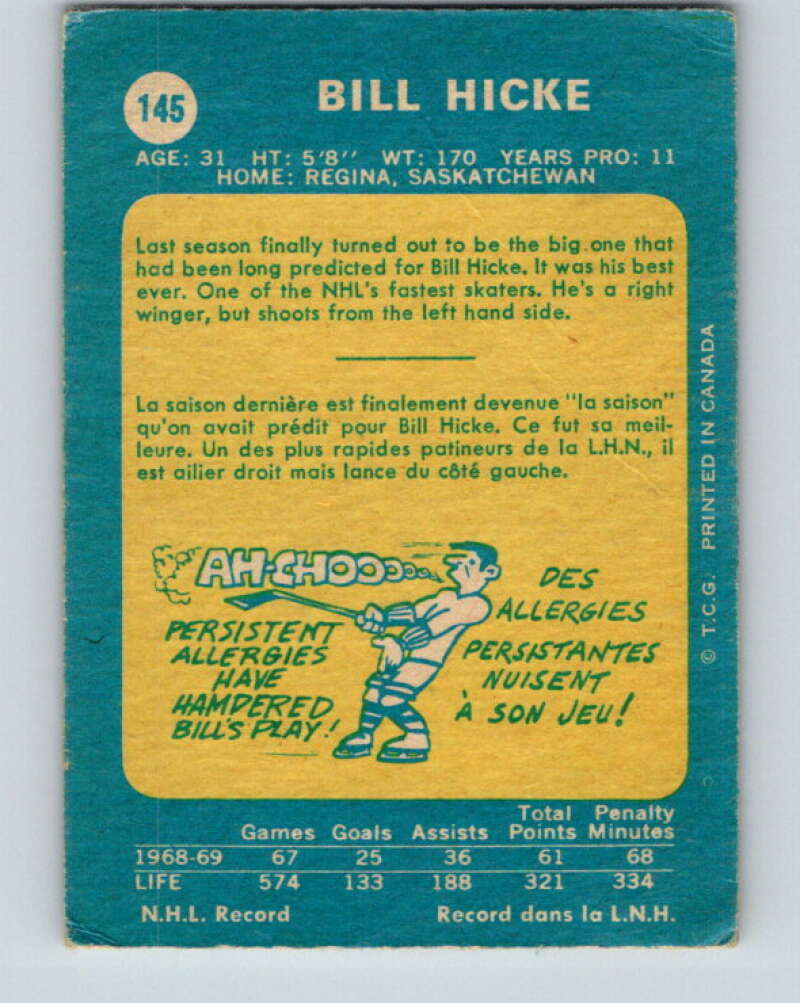 145
BILL HICKE
AGE: 31 HT: 5'8'' WT: 170 YEARS PRO: 11
HOME: REGINA, SASKATCHEWAN
Last season finally turned out to be the big one that
had been long predicted for Bill Hicke. It was his best
ever. One of the NHL's fastest skaters. He's a right
winger, but shoots from the left hand side.
La saison dernière est finalement devenue "la saison"
qu'on avait prédit pour Bill Hicke. Ce fut sa meil-
leure. Un des plus rapides patineurs de la L.H.N., il
est ailier droit mais lance du côté gauche.
AH-CHOOOOOOO
PERSISTENT
ALLERGIES
HAVE
HAMPERED
BILL'S PLAY!
DES
ALLERGIES
PERSISTANTES
NUISENT
À SON JEU!
© T.C.G. PRINTED IN CANADA
Games Goals Assists Total Points Penalty Minutes
1968-69 67 25 36 61 68
LIFE 574 133 188 321 334
N.H.L. Record Record dans la L.N.H.